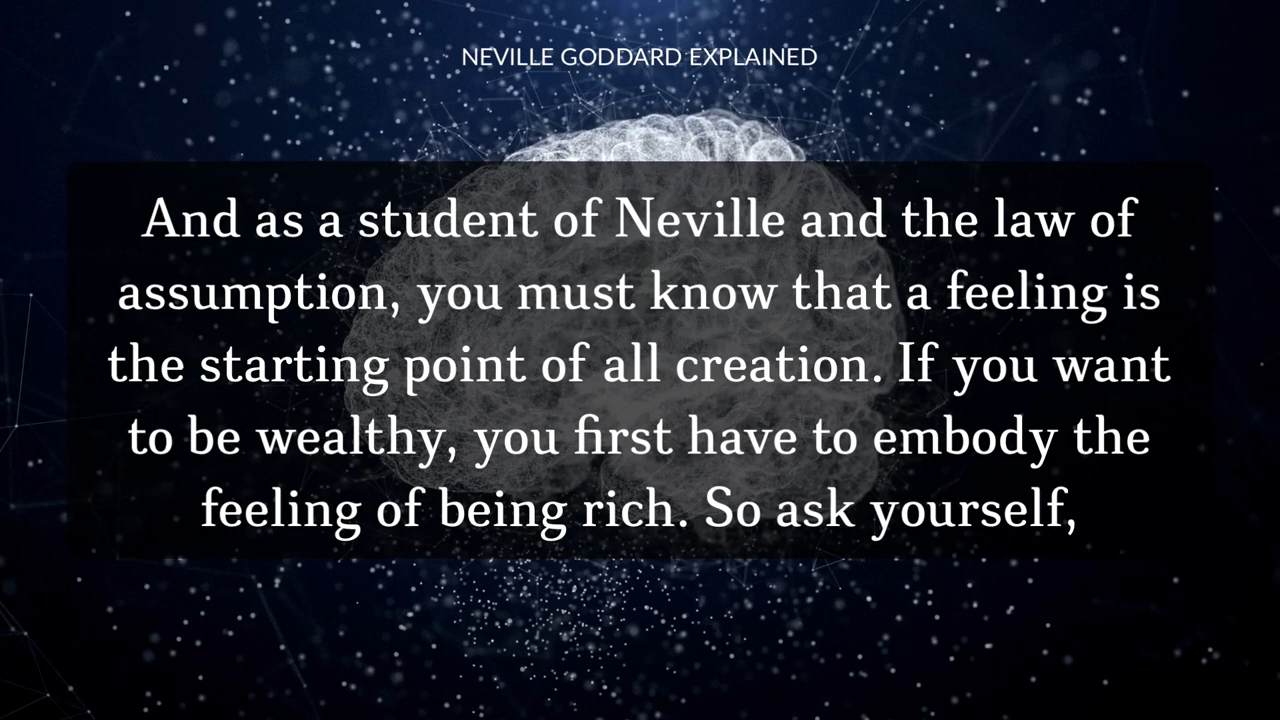 NEVILLE GODDARD EXPLAINED
And as a student of Neville and the law of
assumption, you must know that a feeling is
the starting point of all creation. If you want
to be wealthy, you first have to embody the
feeling of being rich. So ask yourself,